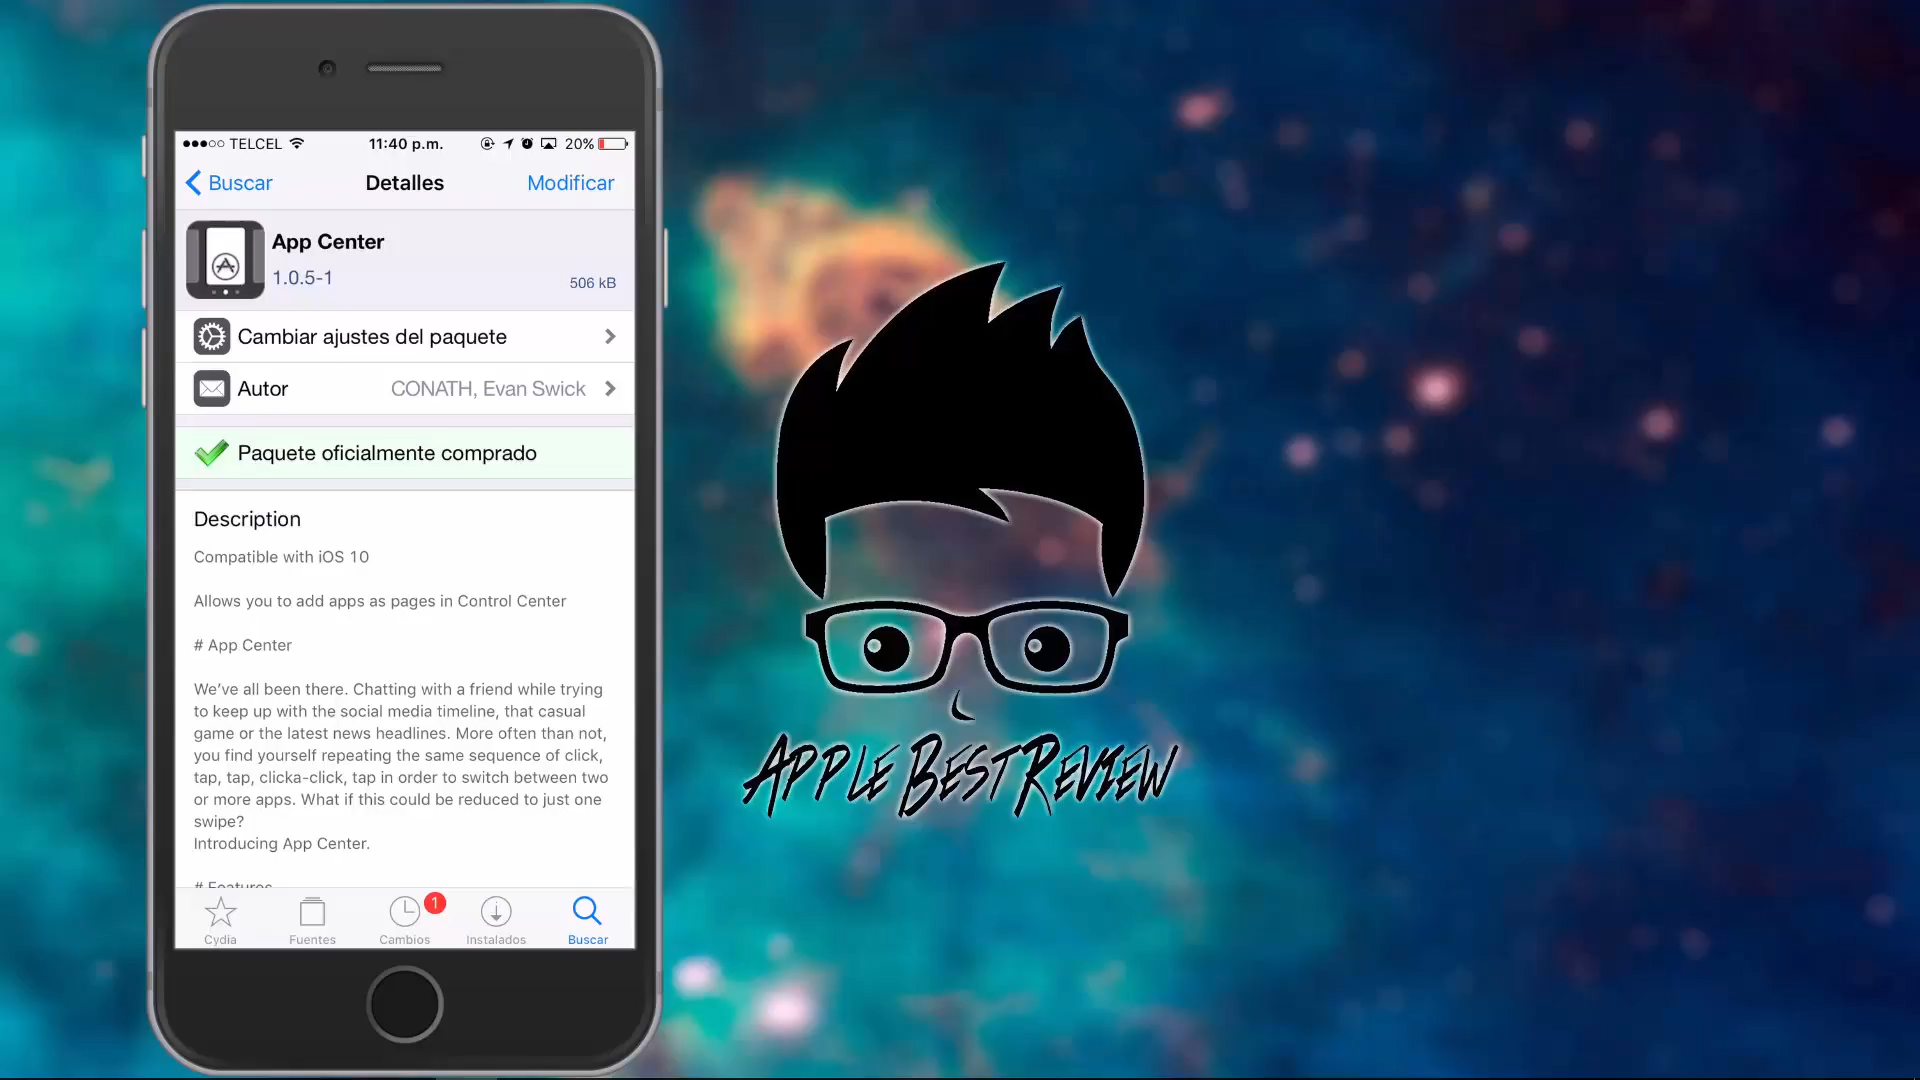 TELCEL 11:40 p.m. 20%
Buscar Detalles Modificar
App Center
1.0.5-1 506 kB
Cambiar ajustes del paquete
Autor CONATH, Evan Swick
Paquete oficialmente comprado
Description
Compatible with iOS 10
Allows you to add apps as pages in Control Center
# App Center
We’ve all been there. Chatting with a friend while trying
to keep up with the social media timeline, that casual
game or the latest news headlines. More often than not,
you find yourself repeating the same sequence of click,
tap, tap, clicka-click, tap in order to switch between two
or more apps. What if this could be reduced to just one
swipe?
Introducing App Center.
# Features
1
Cydia Fuentes Cambios Instalados Buscar
APPLE BEST REVIEW